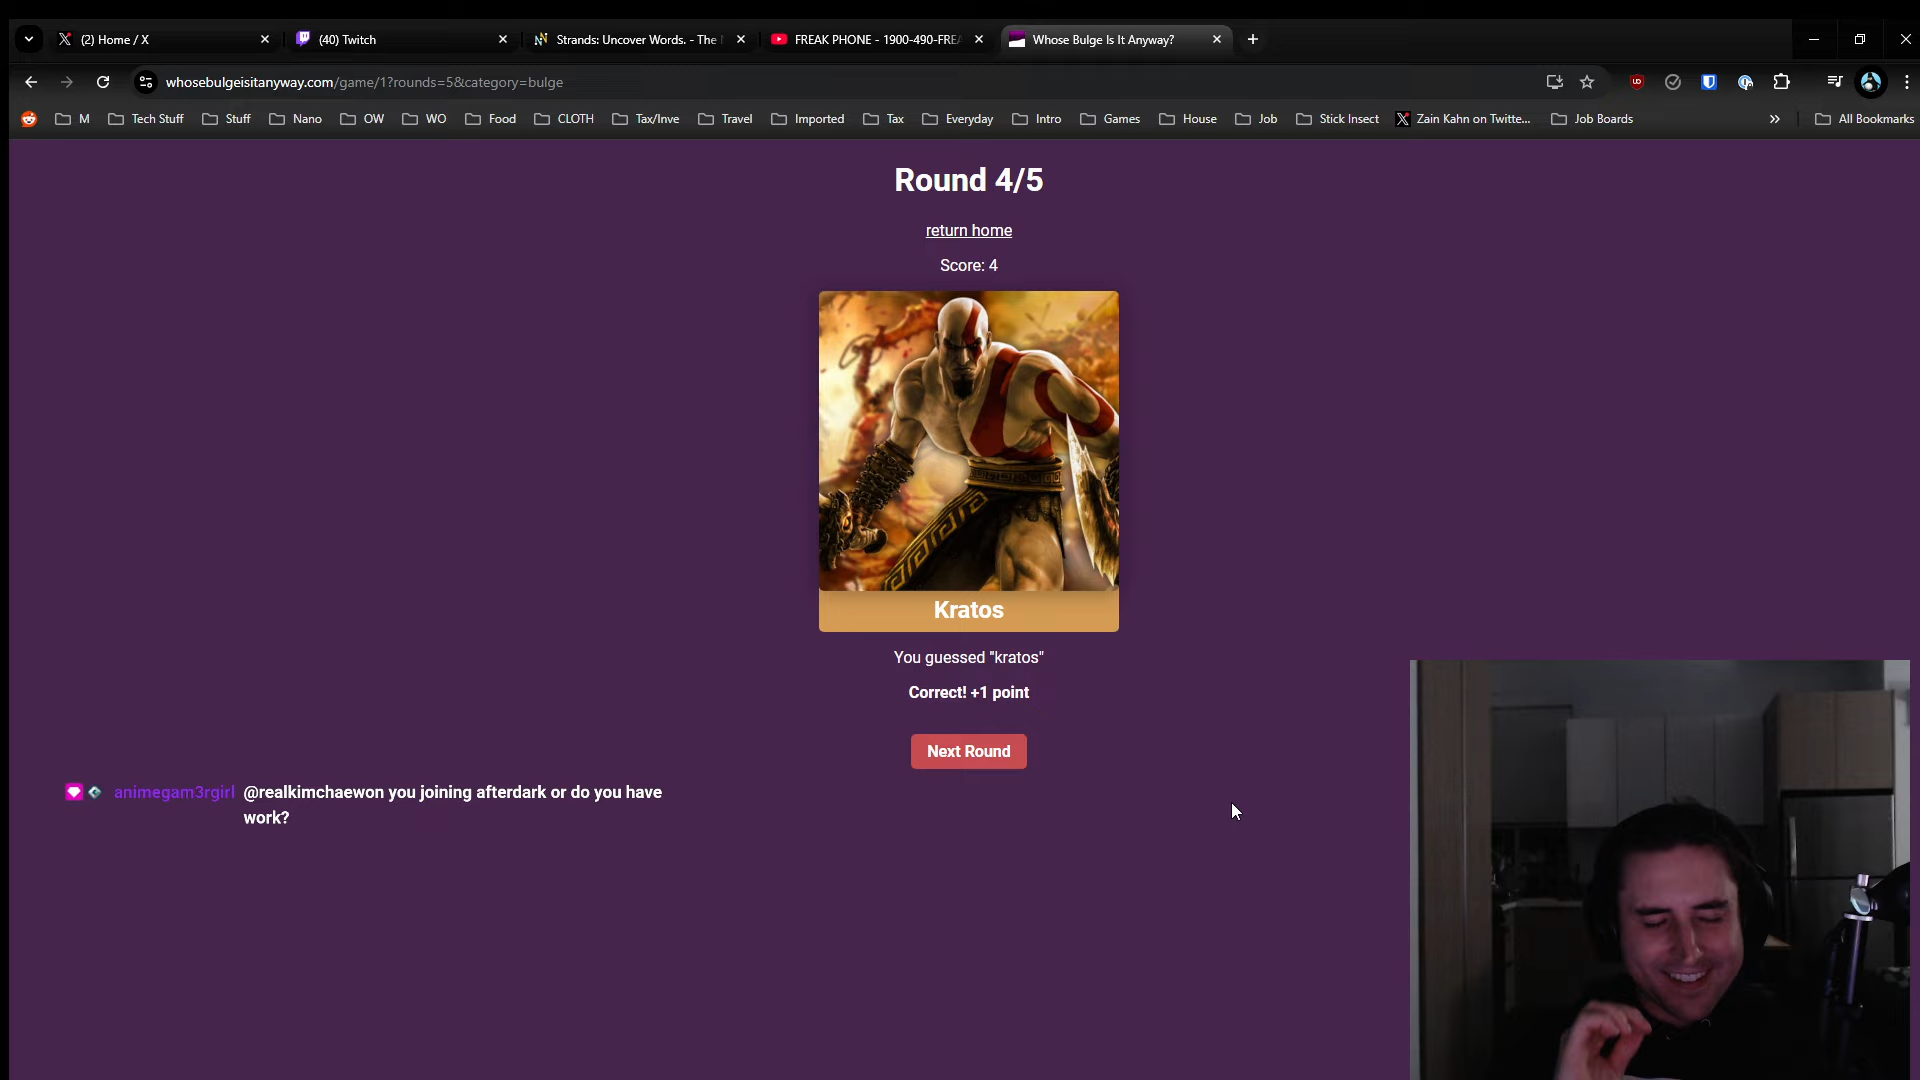 (2) Home / X
(40) Twitch
Strands: Uncover Words. - The
FREAK PHONE - 1900-490-FREA
Whose Bulge Is It Anyway?
whosebulgeisitanyway.com/game/1?rounds=5&category=bulge
M
Tech Stuff
Stuff
Nano
OW
WO
Food
CLOTH
Tax/Inve
Travel
Imported
Tax
Everyday
Intro
Games
House
Job
Stick Insect
Zain Kahn on Twitte...
Job Boards
All Bookmarks
Round 4/5
return home
Score: 4
Kratos
You guessed "kratos"
Correct! +1 point
Next Round
animegam3rgirl @realkimchaewon you joining afterdark or do you have
work?